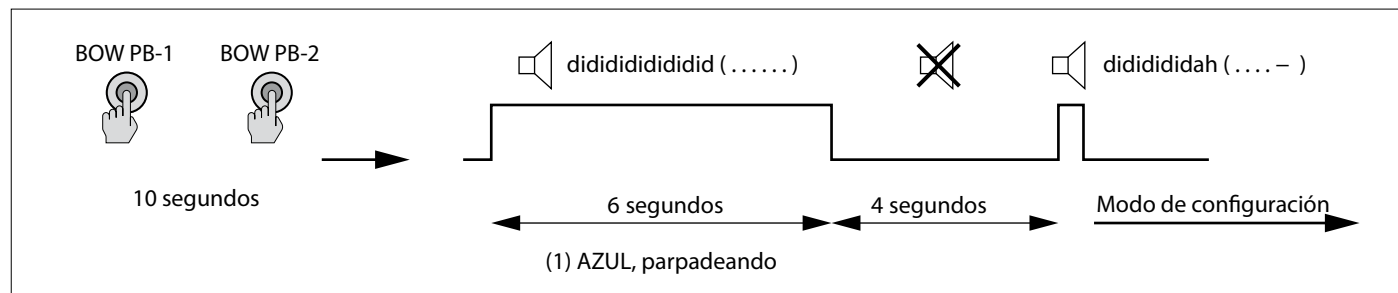 BOW PB-1 BOW PB-2
didididididididid ( . . . . . . )
didididididah ( . . . . – )
10 segundos
6 segundos
4 segundos
Modo de configuración
(1) AZUL, parpadeando